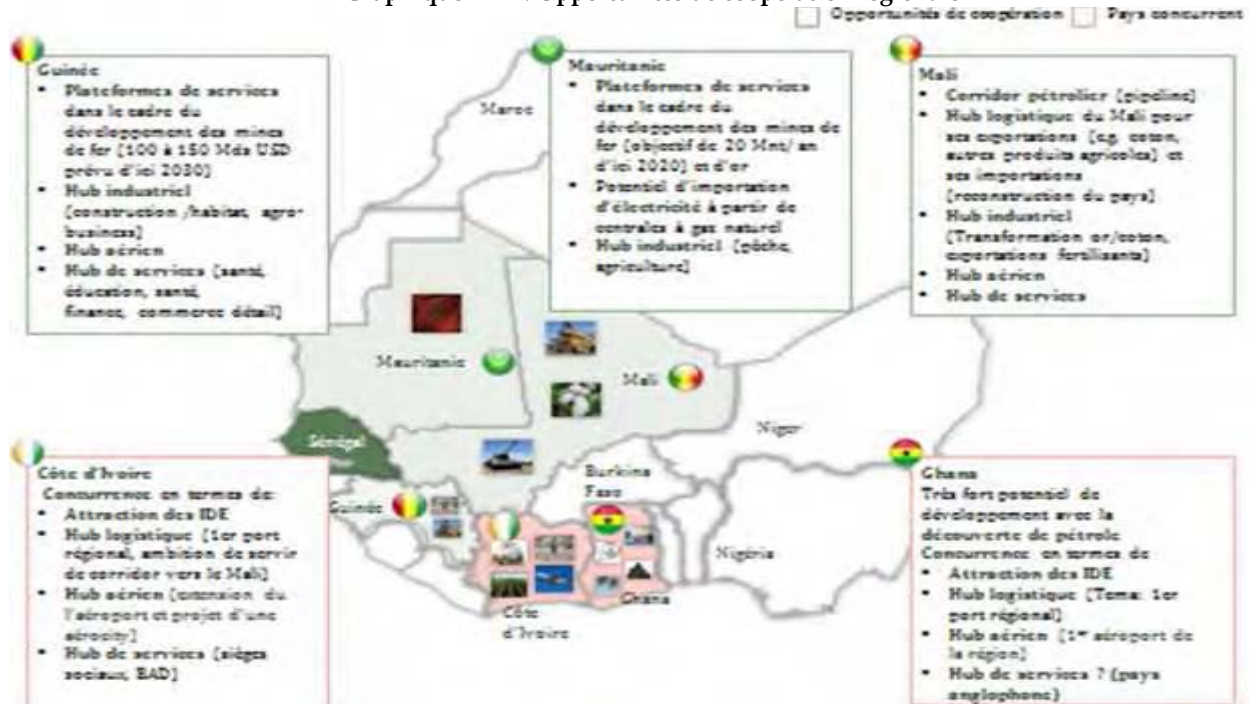 Opportunités de coopération
Pays concurrent
Guinée
• Plateformes de services
dans le cadre du
développement des mines
de fer (100 à 150 Mds USD
prévu d'ici 2030)
• Hub industriel
(construction /habitat, agro-
business)
• Hub aérien
• Hub de services (santé,
éducation, santé,
finance, commerce détail)
Mauritanie
• Plateformes de services
dans le cadre du
développement des mines de
fer (objectif de 20 Mnt/ an
d'ici 2020) et d'or
• Potentiel d'importation
d'électricité à partir de
centrales à gaz naturel
• Hub industriel (pêche,
agriculture)
Mali
• Corridor pétrolier (pipeline)
• Hub logistique du Mali pour
ses exportations (e.g. coton,
autres produits agricoles) et
ses importations
(reconstruction du pays)
• Hub industriel
(Transformation or/coton,
exportations fertilisants)
• Hub aérien
• Hub de services
Maroc
Mauritanie
Mali
Niger
Sénégal
Burkina
Faso
Guinée
Nigéria
Côte
d'Ivoire
Ghana
Côte d'Ivoire
Concurrence en termes de:
• Attraction des IDE
• Hub logistique (1er port
régional, ambition de servir
de corridor vers le Mali)
• Hub aérien (extension du
l'aéroport et projet d'une
aérocity)
• Hub de services (sièges
sociaux, BAD)
Ghana
Très fort potentiel de
développement avec la
découverte de pétrole
Concurrence en termes de
• Attraction des IDE
• Hub logistique (Tema: 1er
port régional)
• Hub aérien (1er aéroport de
la région)
• Hub de services ? (pays
anglophone)